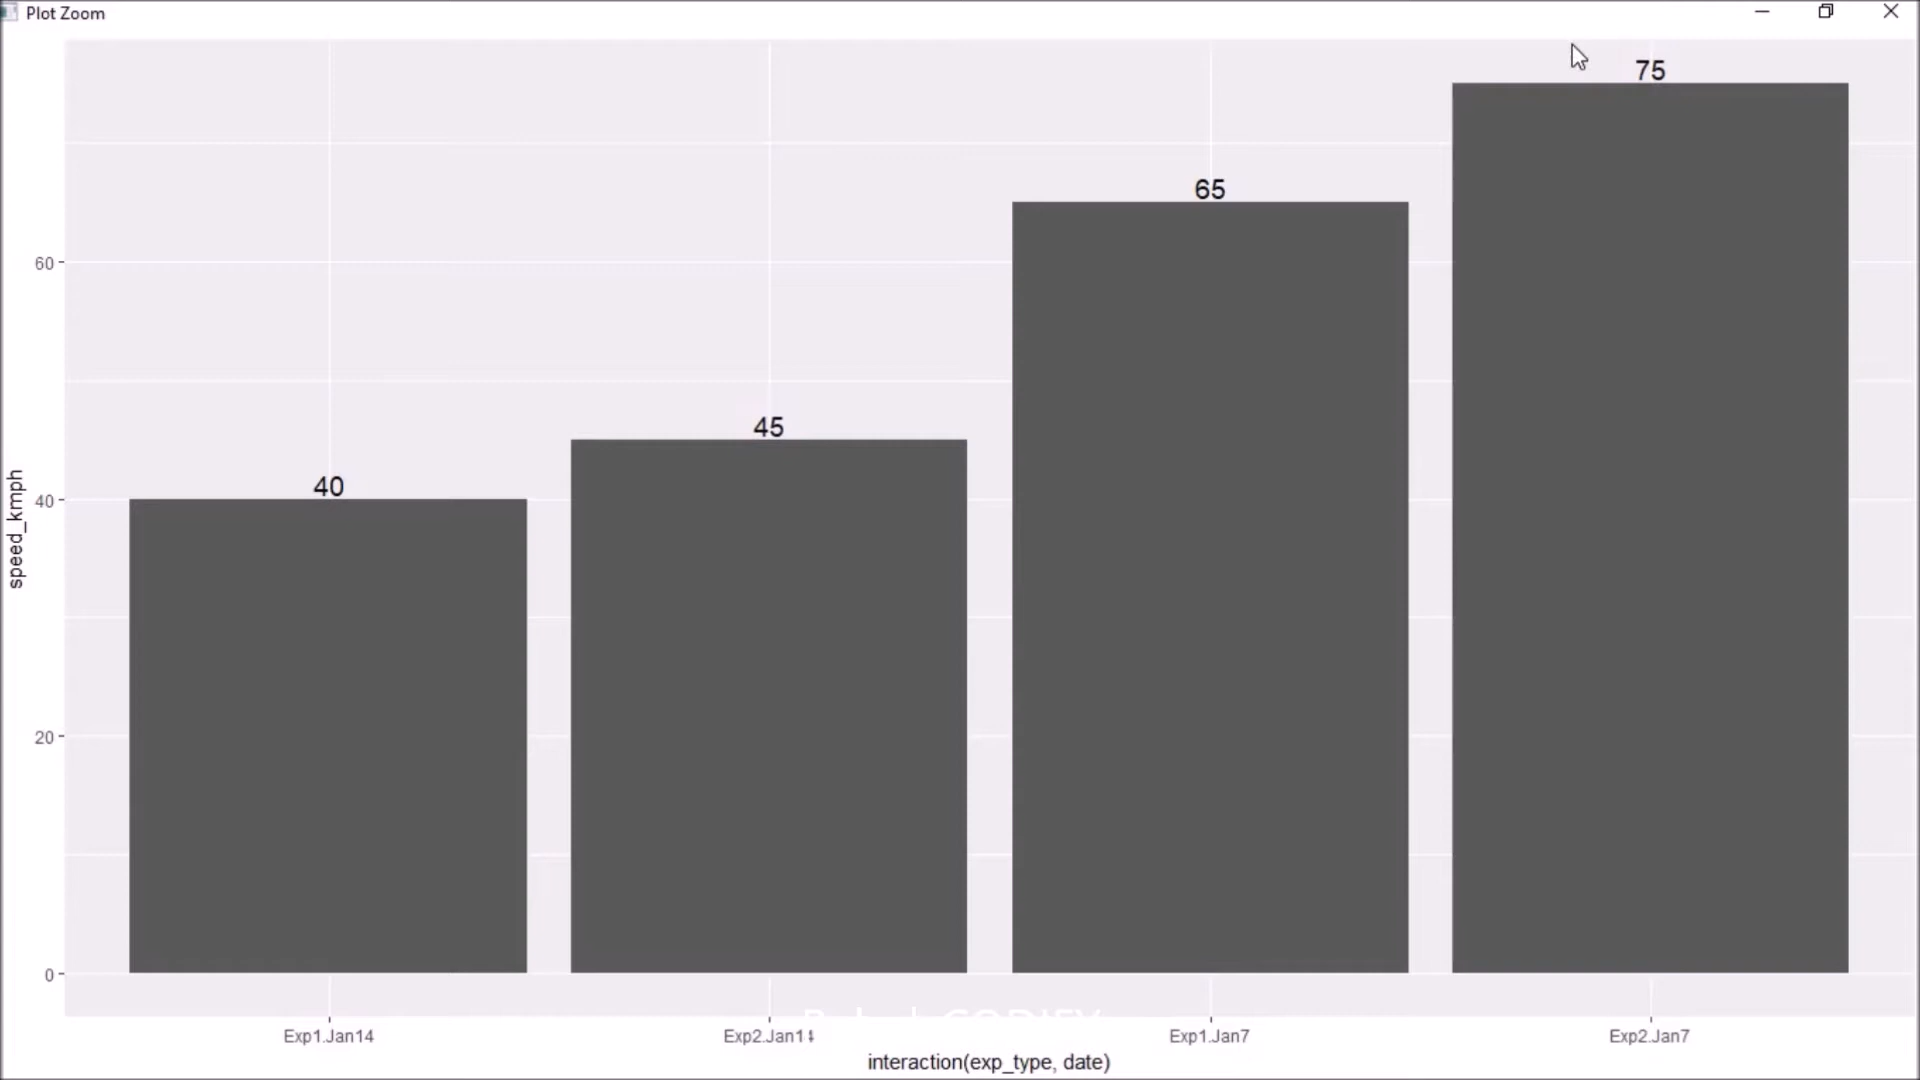 Plot Zoom
75
65
60
45
40
40
speed_kmph
20
0
Exp1.Jan14
Exp1.Jan7
Exp2.Jan7
interaction(exp_type, date)